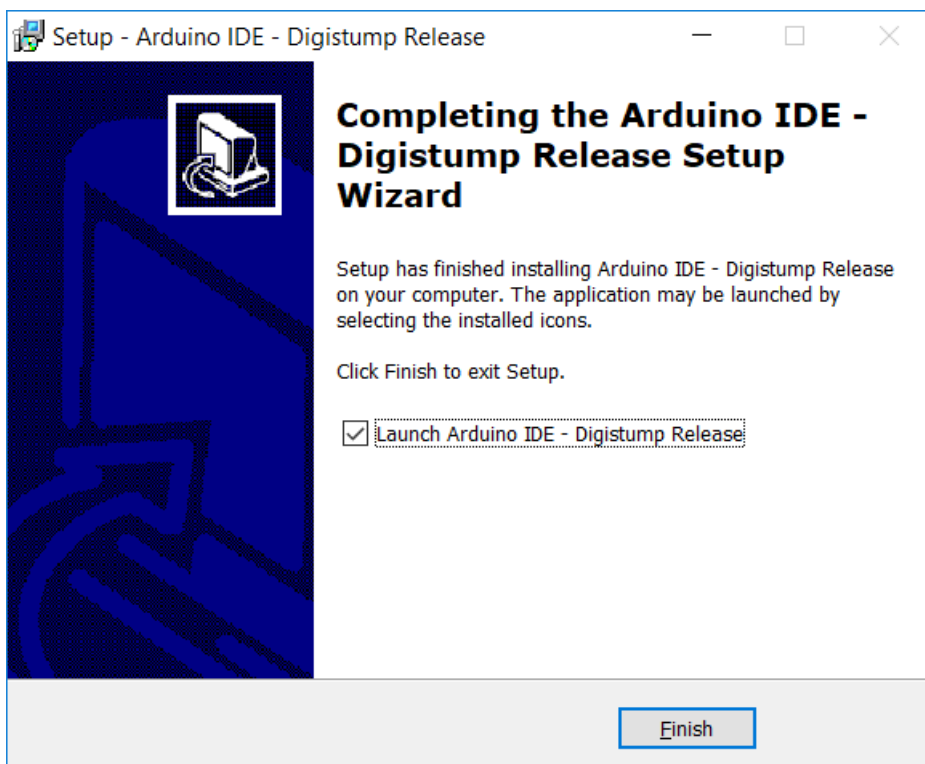 Setup - Arduino IDE - Digistump Release
Completing the Arduino IDE -
Digistump Release Setup
Wizard
Setup has finished installing Arduino IDE - Digistump Release
on your computer. The application may be launched by
selecting the installed icons.
Click Finish to exit Setup.
Launch Arduino IDE - Digistump Release
Finish